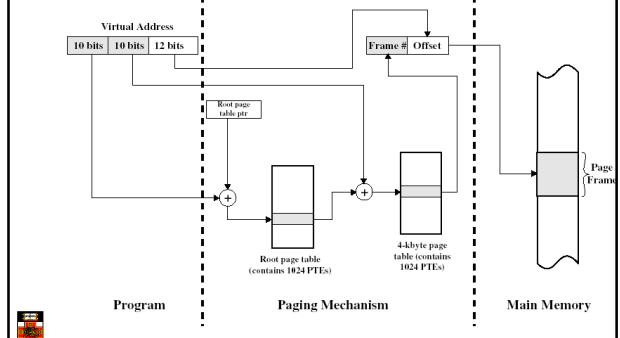 Virtual Address
10 bits 10 bits 12 bits
Frame # Offset
Root page
table ptr
+
+
Page
Frame
Root page table
(contains 1024 PTEs)
4-kbyte page
table (contains
1024 PTEs)
Program
Paging Mechanism
Main Memory